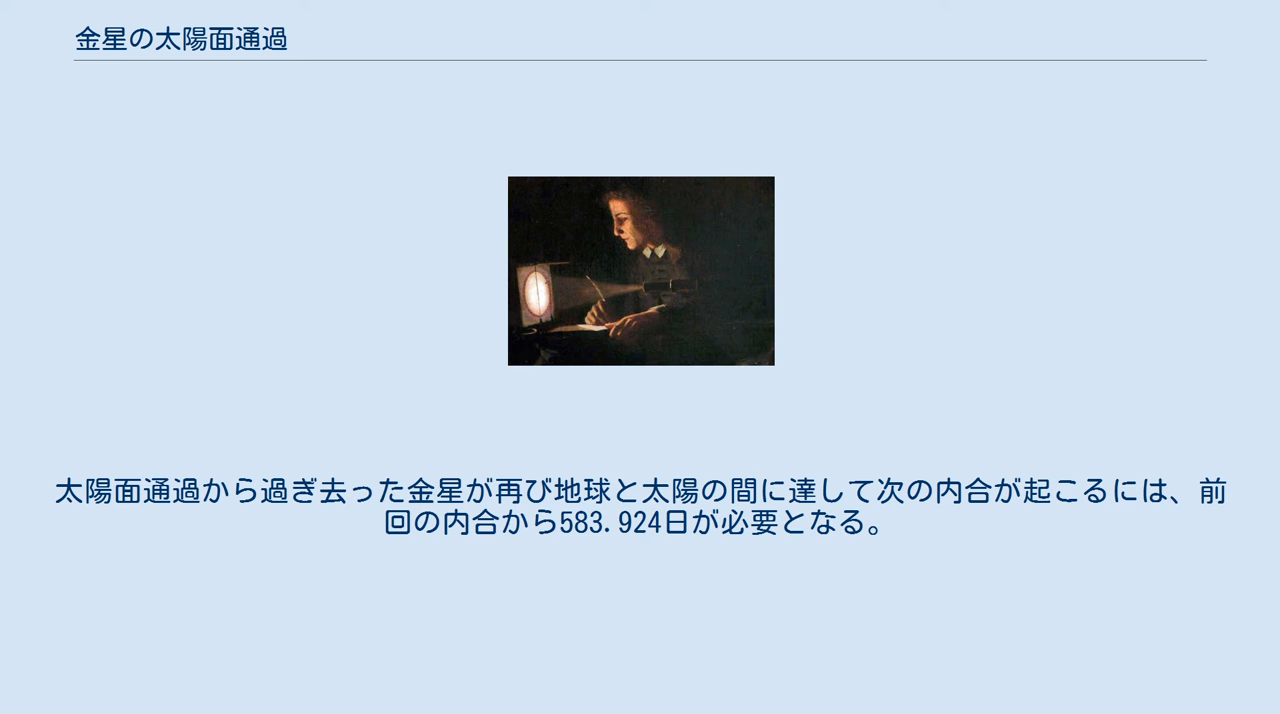 金星の太陽面通過
太陽面通過から過ぎ去った金星が再び地球と太陽の間に達して次の内合が起こるには、前
回の内合から583.924日が必要となる。